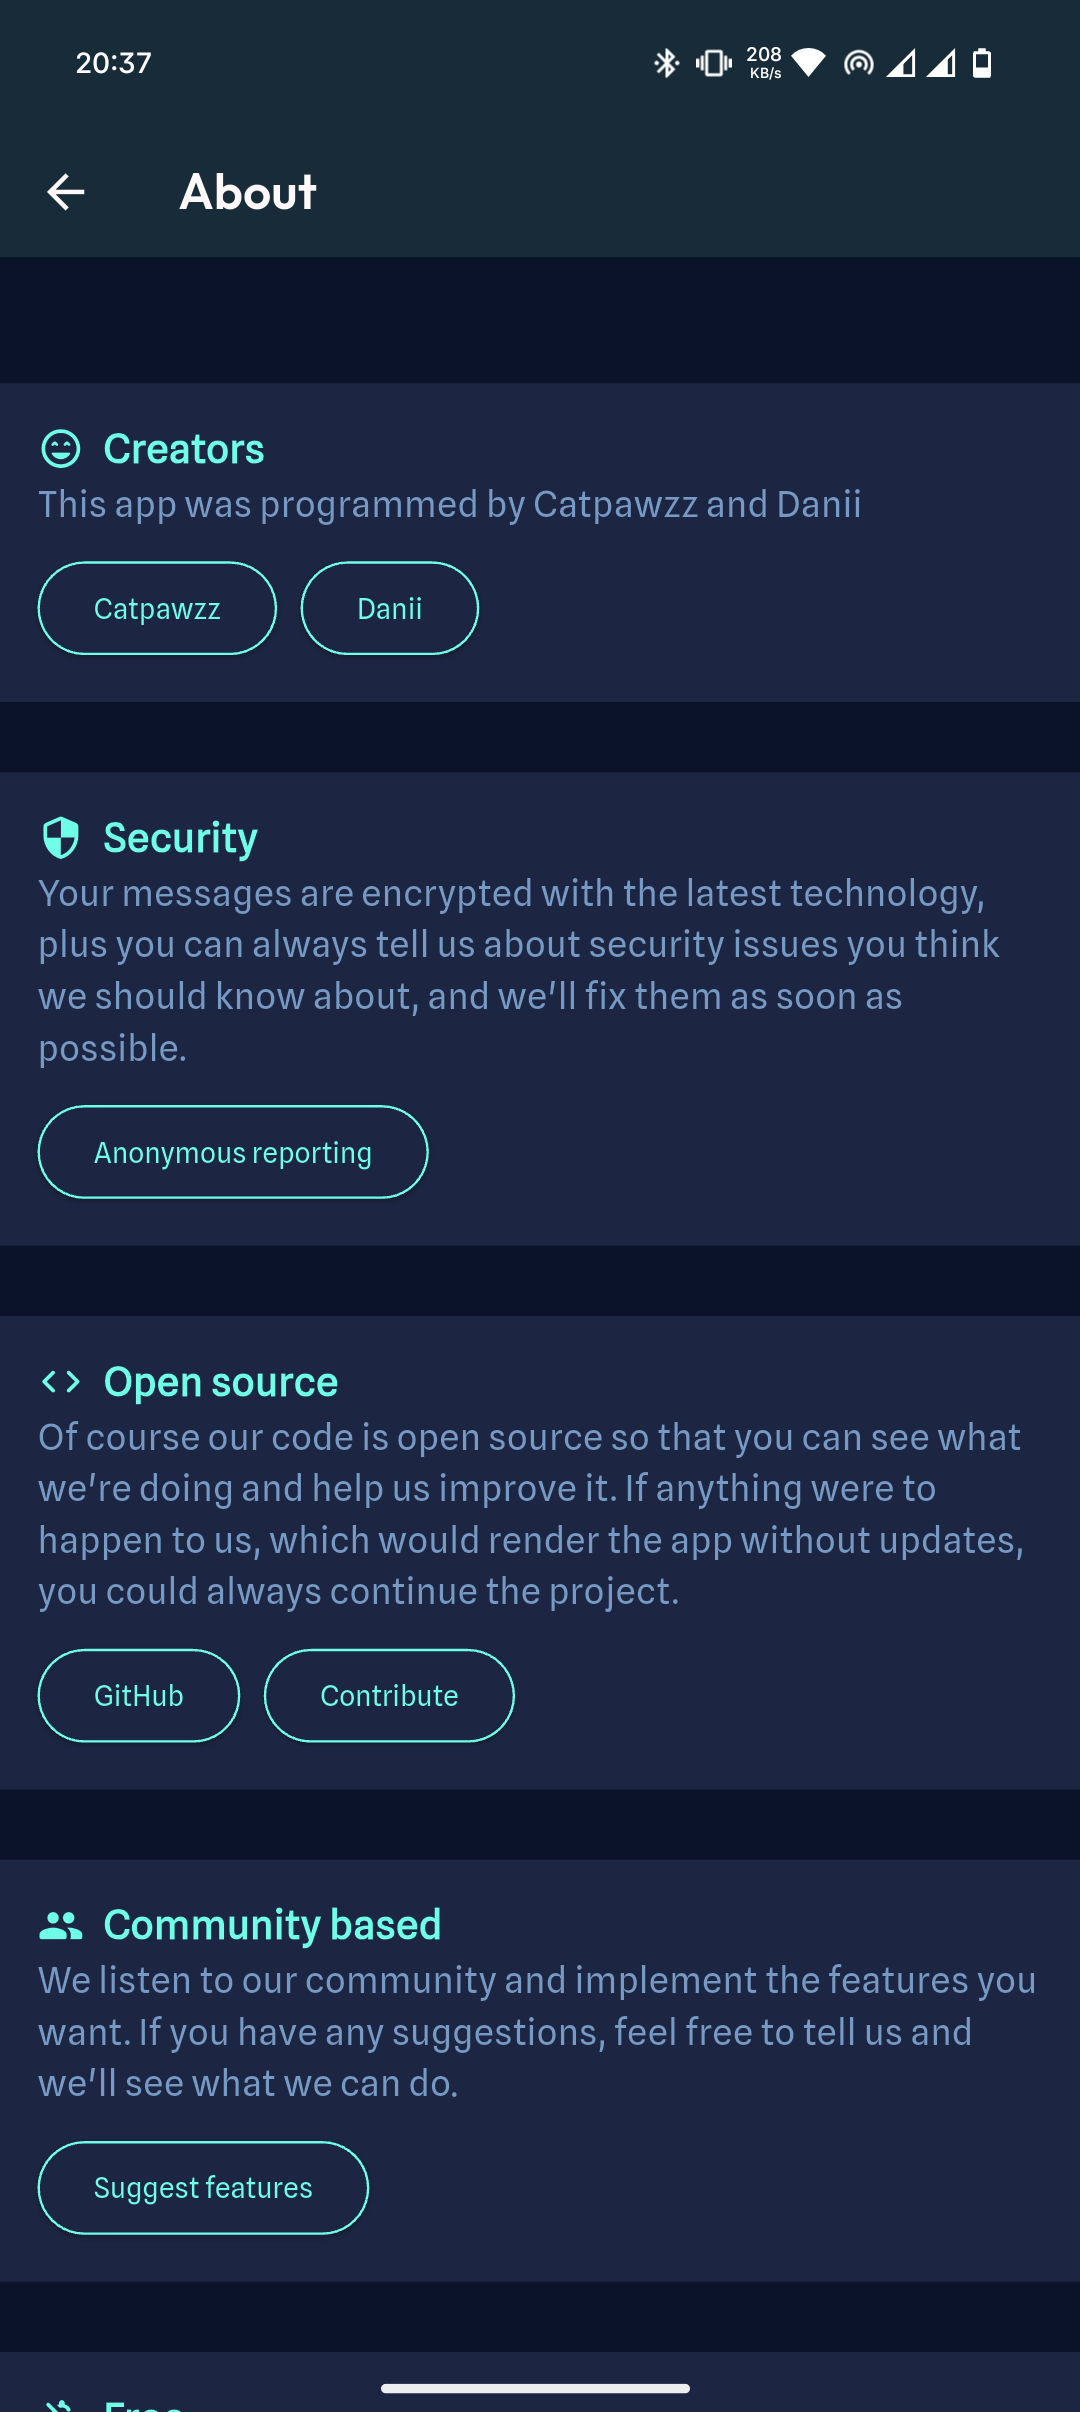 20:37
208
KB/s
About
Creators
This app was programmed by Catpawzz and Danii
Catpawzz
Danii
Security
Your messages are encrypted with the latest technology,
plus you can always tell us about security issues you think
we should know about, and we'll fix them as soon as
possible.
Anonymous reporting
Open source
Of course our code is open source so that you can see what
we're doing and help us improve it. If anything were to
happen to us, which would render the app without updates,
you could always continue the project.
GitHub
Contribute
Community based
We listen to our community and implement the features you
want. If you have any suggestions, feel free to tell us and
we'll see what we can do.
Suggest features
Free